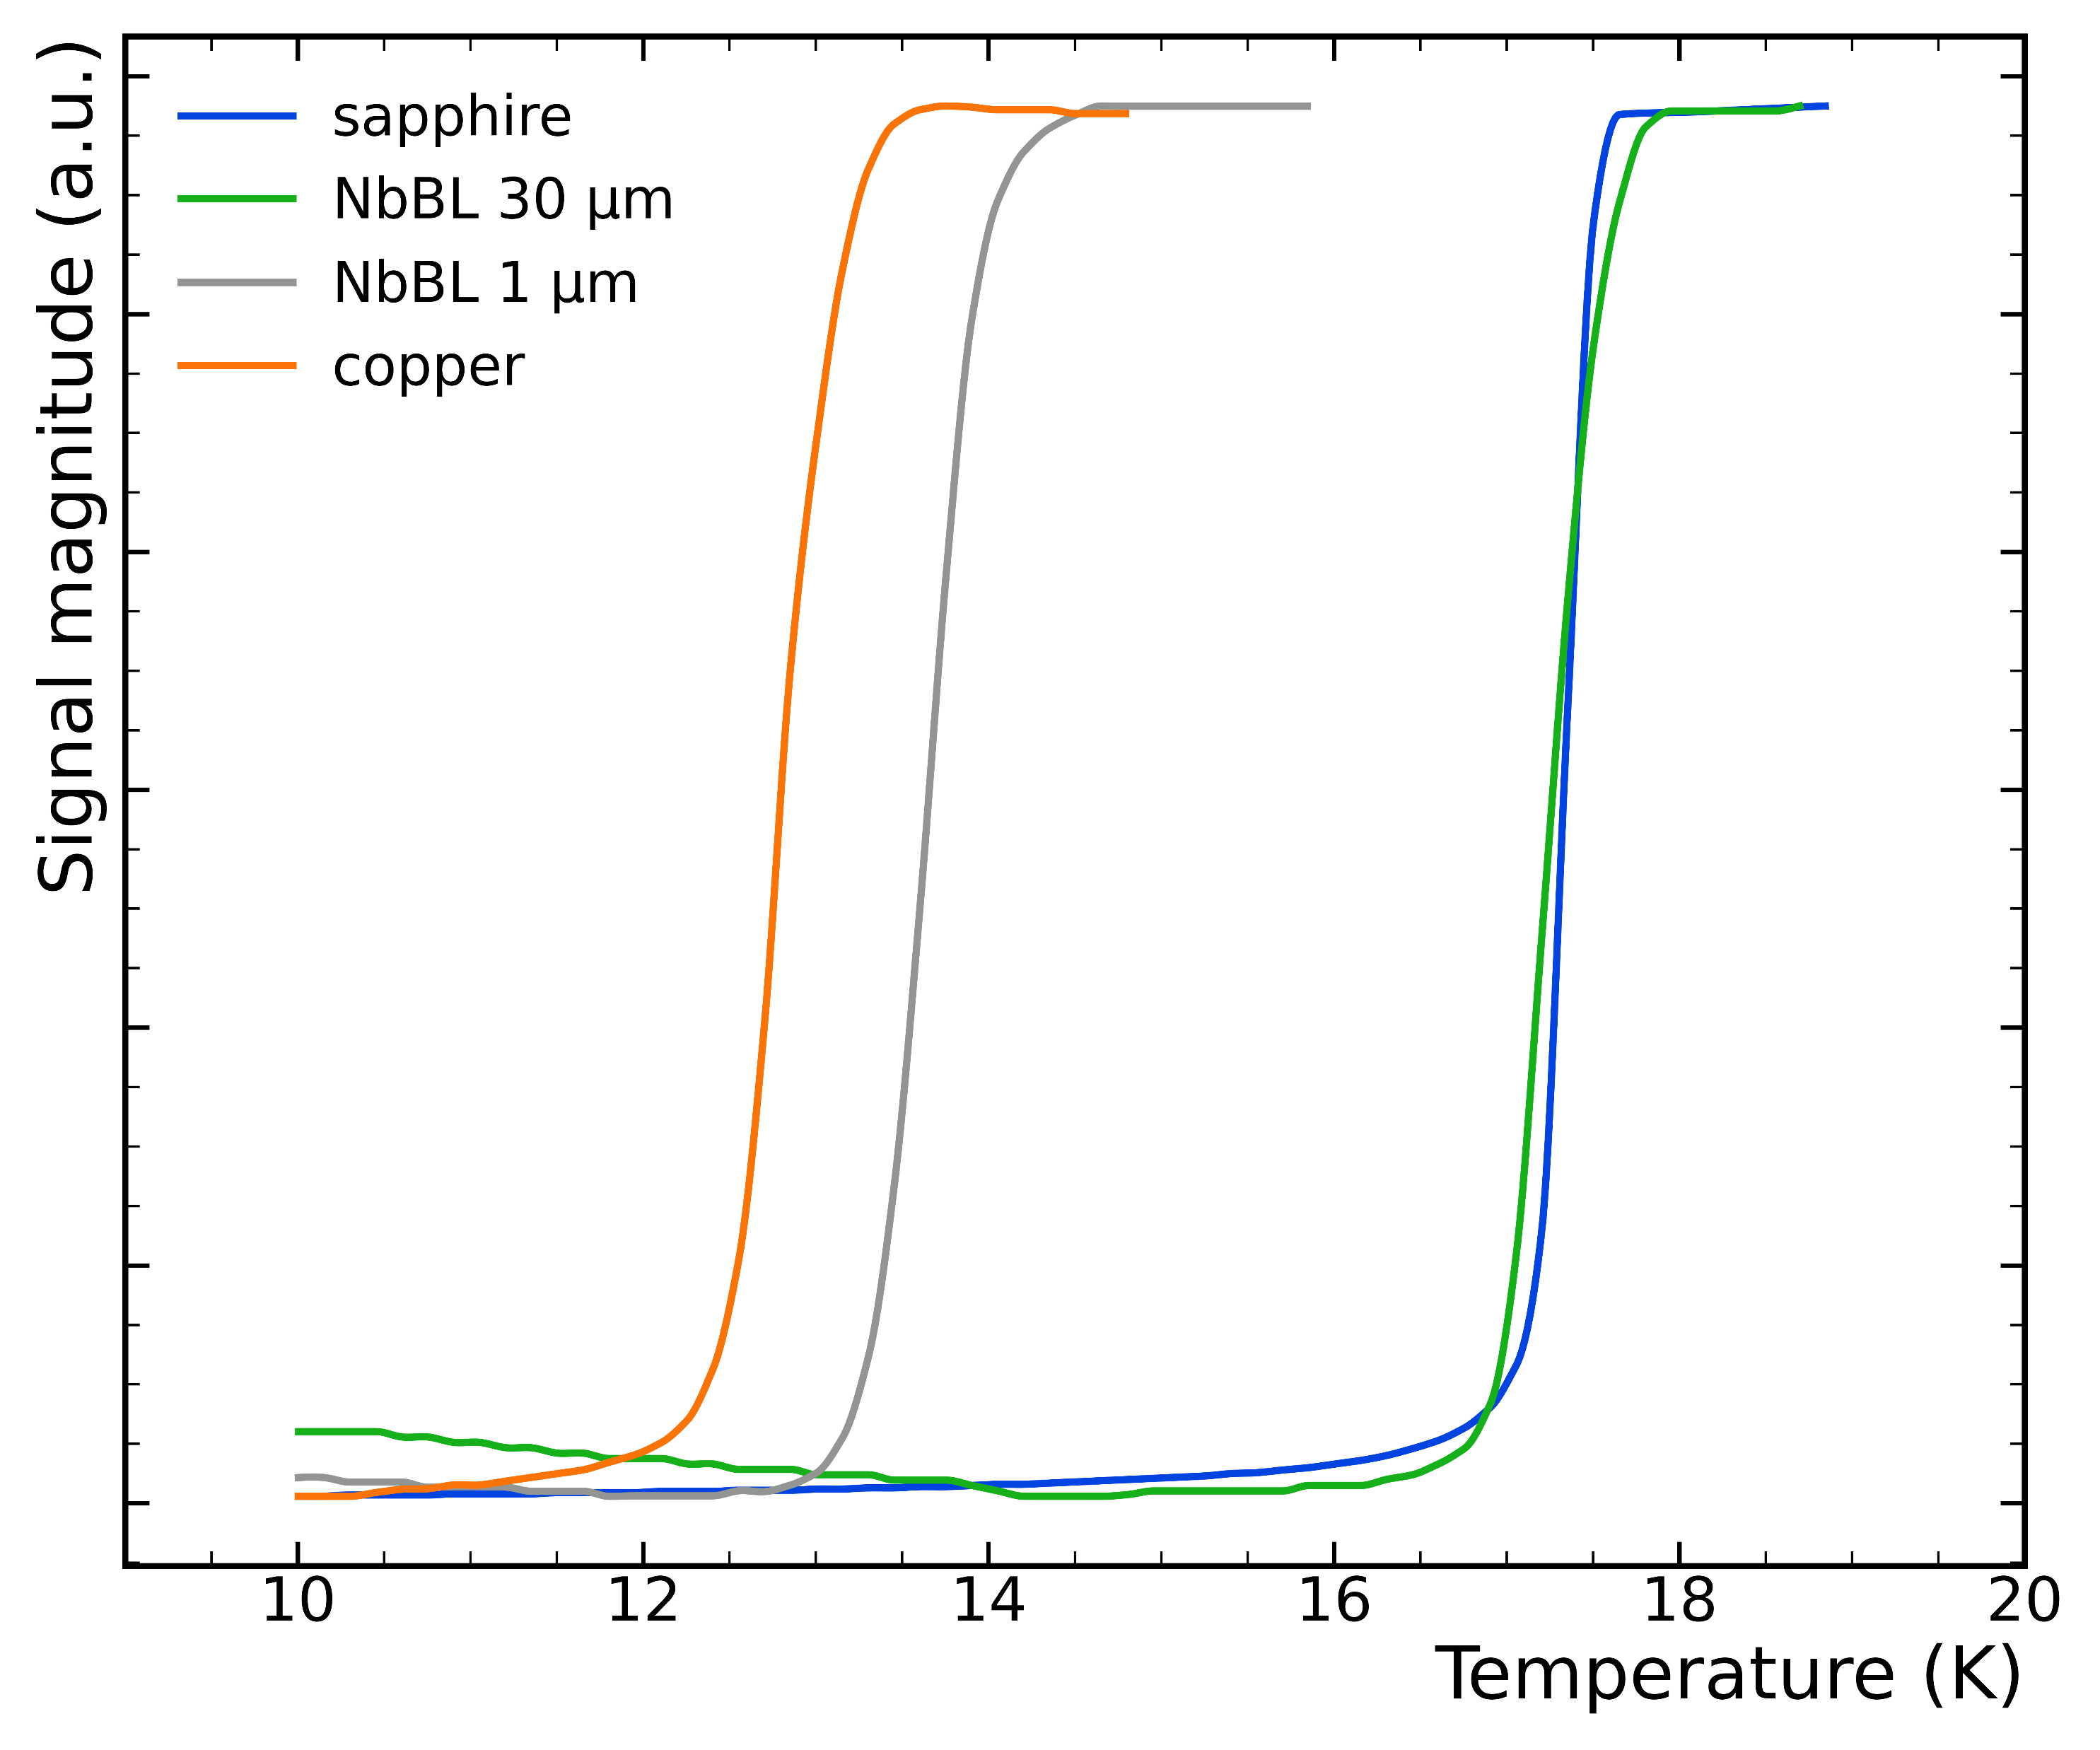 Signal magnitude (a.u.)
sapphire
NbBL 30 μm
NbBL 1 μm
copper
10 12 14 16 18 20
Temperature (K)